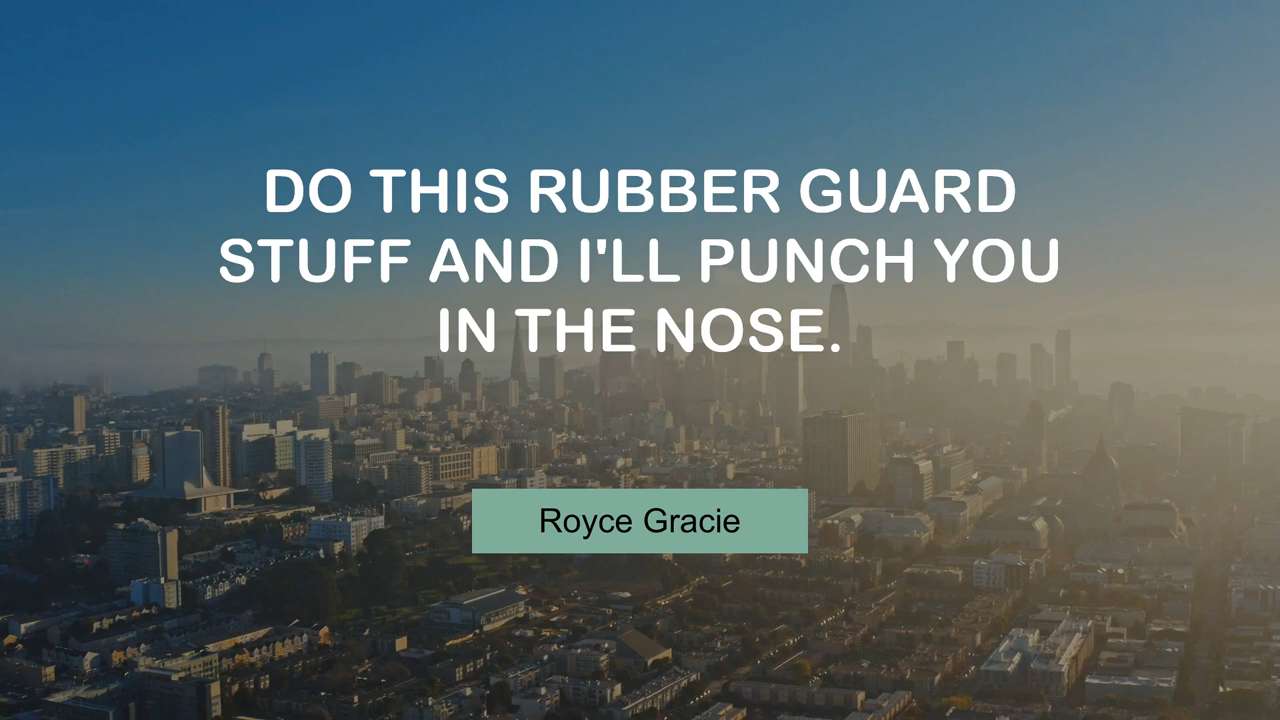 DO THIS RUBBER GUARD
STUFF AND I'LL PUNCH YOU
IN THE NOSE.
Royce Gracie